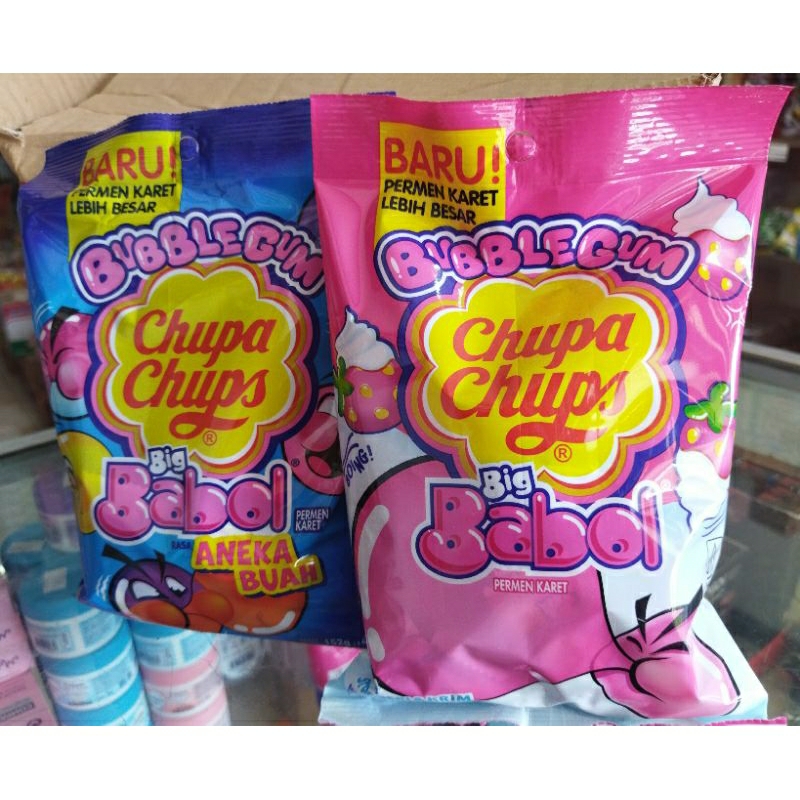 BARU!
PERMEN KARET
LEBIH BESAR
BUBBLEGUM
Chupa
Chups
®
Big
Babol
PERMEN
KARET
RASA
ANEKA
BUAH
BARU!
PERMEN KARET
LEBIH BESAR
BUBBLEGUM
Chupa
Chups
®
BOING!
Big
Babol
®
PERMEN KARET